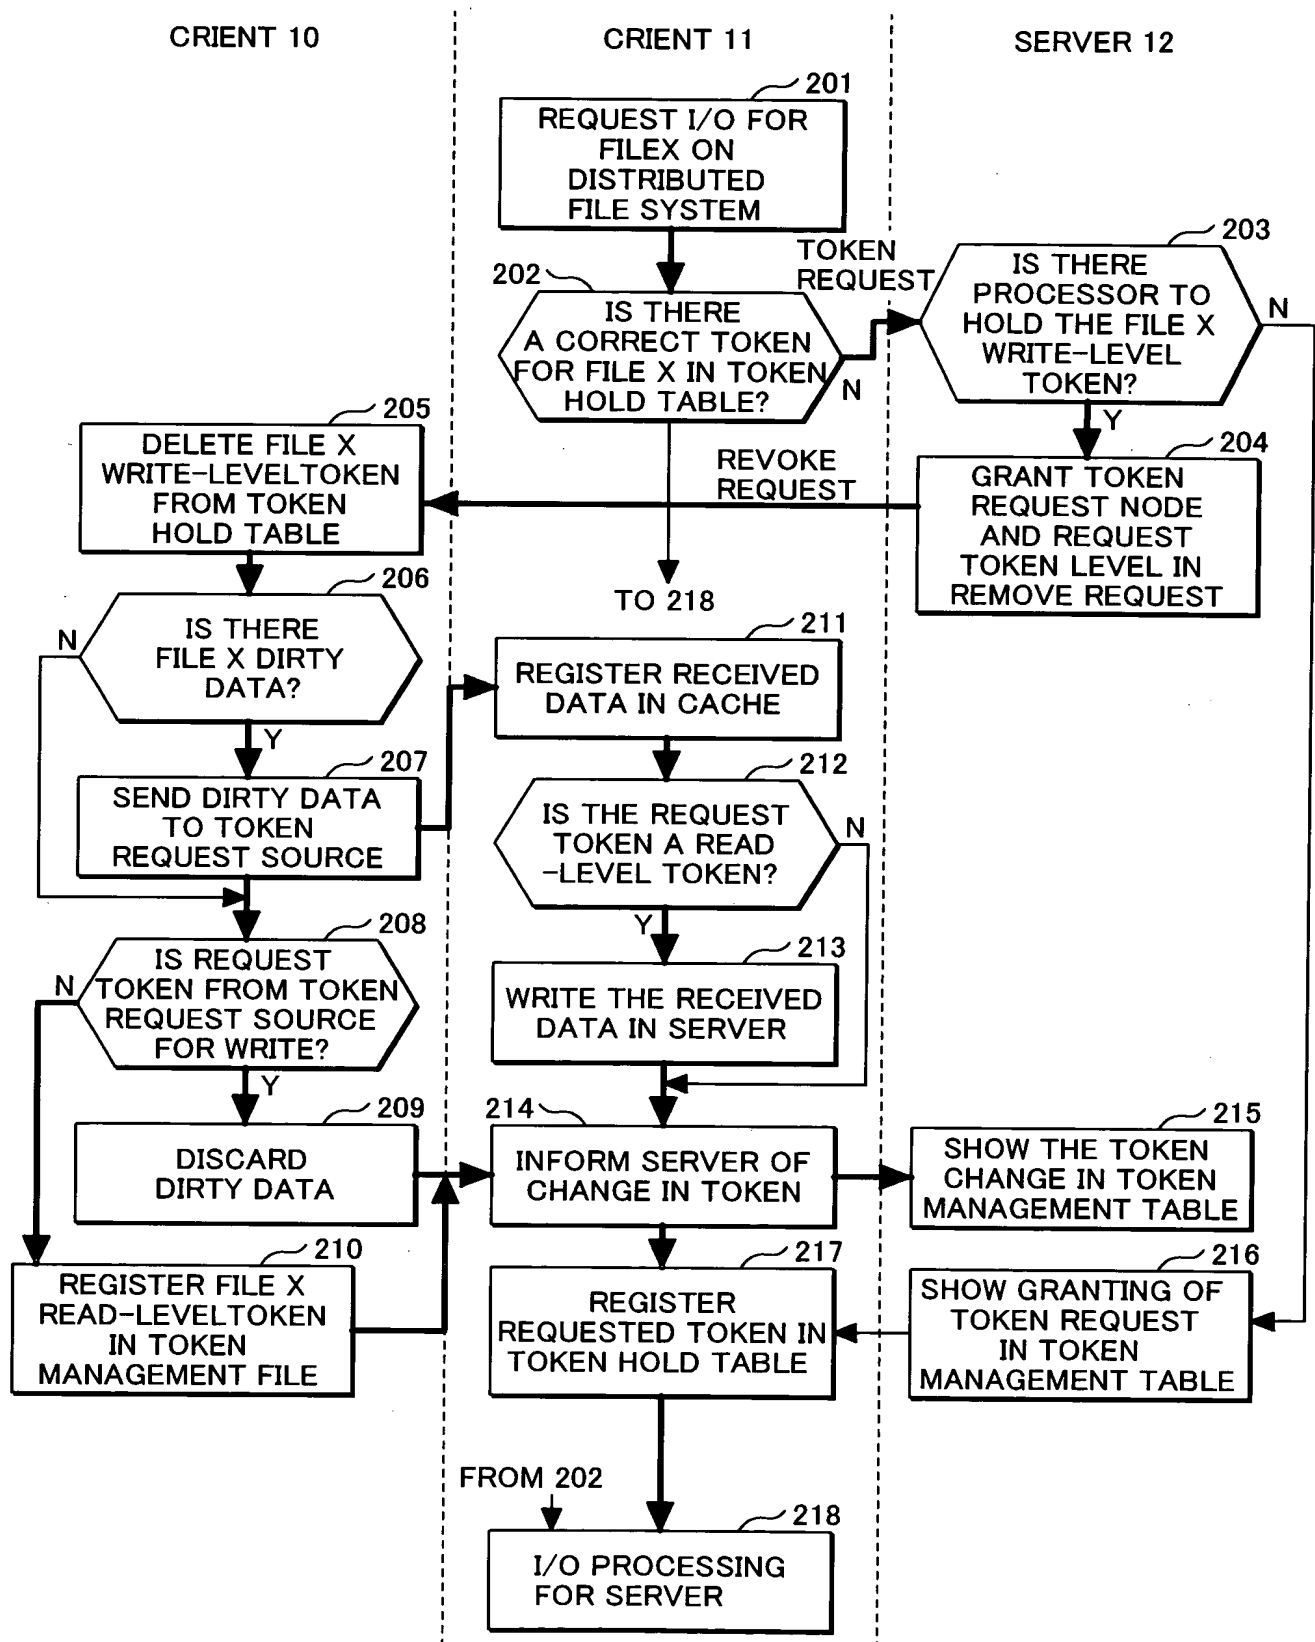 CRIENT 10
CRIENT 11
SERVER 12
201
REQUEST I/O FOR
FILEX ON
DISTRIBUTED
FILE SYSTEM
202
IS THERE
A CORRECT TOKEN
FOR FILE X IN TOKEN
HOLD TABLE?
N
TOKEN
REQUEST
203
IS THERE
PROCESSOR TO
HOLD THE FILE X
WRITE-LEVEL
TOKEN?
N
Y
204
GRANT TOKEN
REQUEST NODE
AND REQUEST
TOKEN LEVEL IN
REMOVE REQUEST
REVOKE
REQUEST
TO 218
205
DELETE FILE X
WRITE-LEVELTOKEN
FROM TOKEN
HOLD TABLE
206
IS THERE
FILE X DIRTY
DATA?
N
Y
207
SEND DIRTY DATA
TO TOKEN
REQUEST SOURCE
208
IS REQUEST
TOKEN FROM TOKEN
REQUEST SOURCE
FOR WRITE?
N
Y
209
DISCARD
DIRTY DATA
210
REGISTER FILE X
READ-LEVELTOKEN
IN TOKEN
MANAGEMENT FILE
211
REGISTER RECEIVED
DATA IN CACHE
212
IS THE REQUEST
TOKEN A READ
-LEVEL TOKEN?
N
Y
213
WRITE THE RECEIVED
DATA IN SERVER
214
INFORM SERVER OF
CHANGE IN TOKEN
215
SHOW THE TOKEN
CHANGE IN TOKEN
MANAGEMENT TABLE
216
SHOW GRANTING OF
TOKEN REQUEST
IN TOKEN
MANAGEMENT TABLE
217
REGISTER
REQUESTED TOKEN IN
TOKEN HOLD TABLE
FROM 202
218
I/O PROCESSING
FOR SERVER